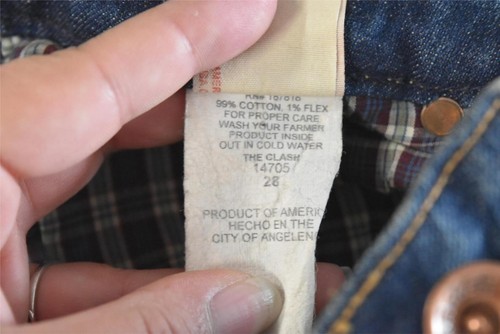 99% COTTON. 1% FLEX
FOR PROPER CARE
WASH YOUR FARMER
PRODUCT INSIDE
OUT IN COLD WATER
THE CLASH
14705
28
PRODUCT OF AMERIC
HECHO EN THE
CITY OF ANGELEN